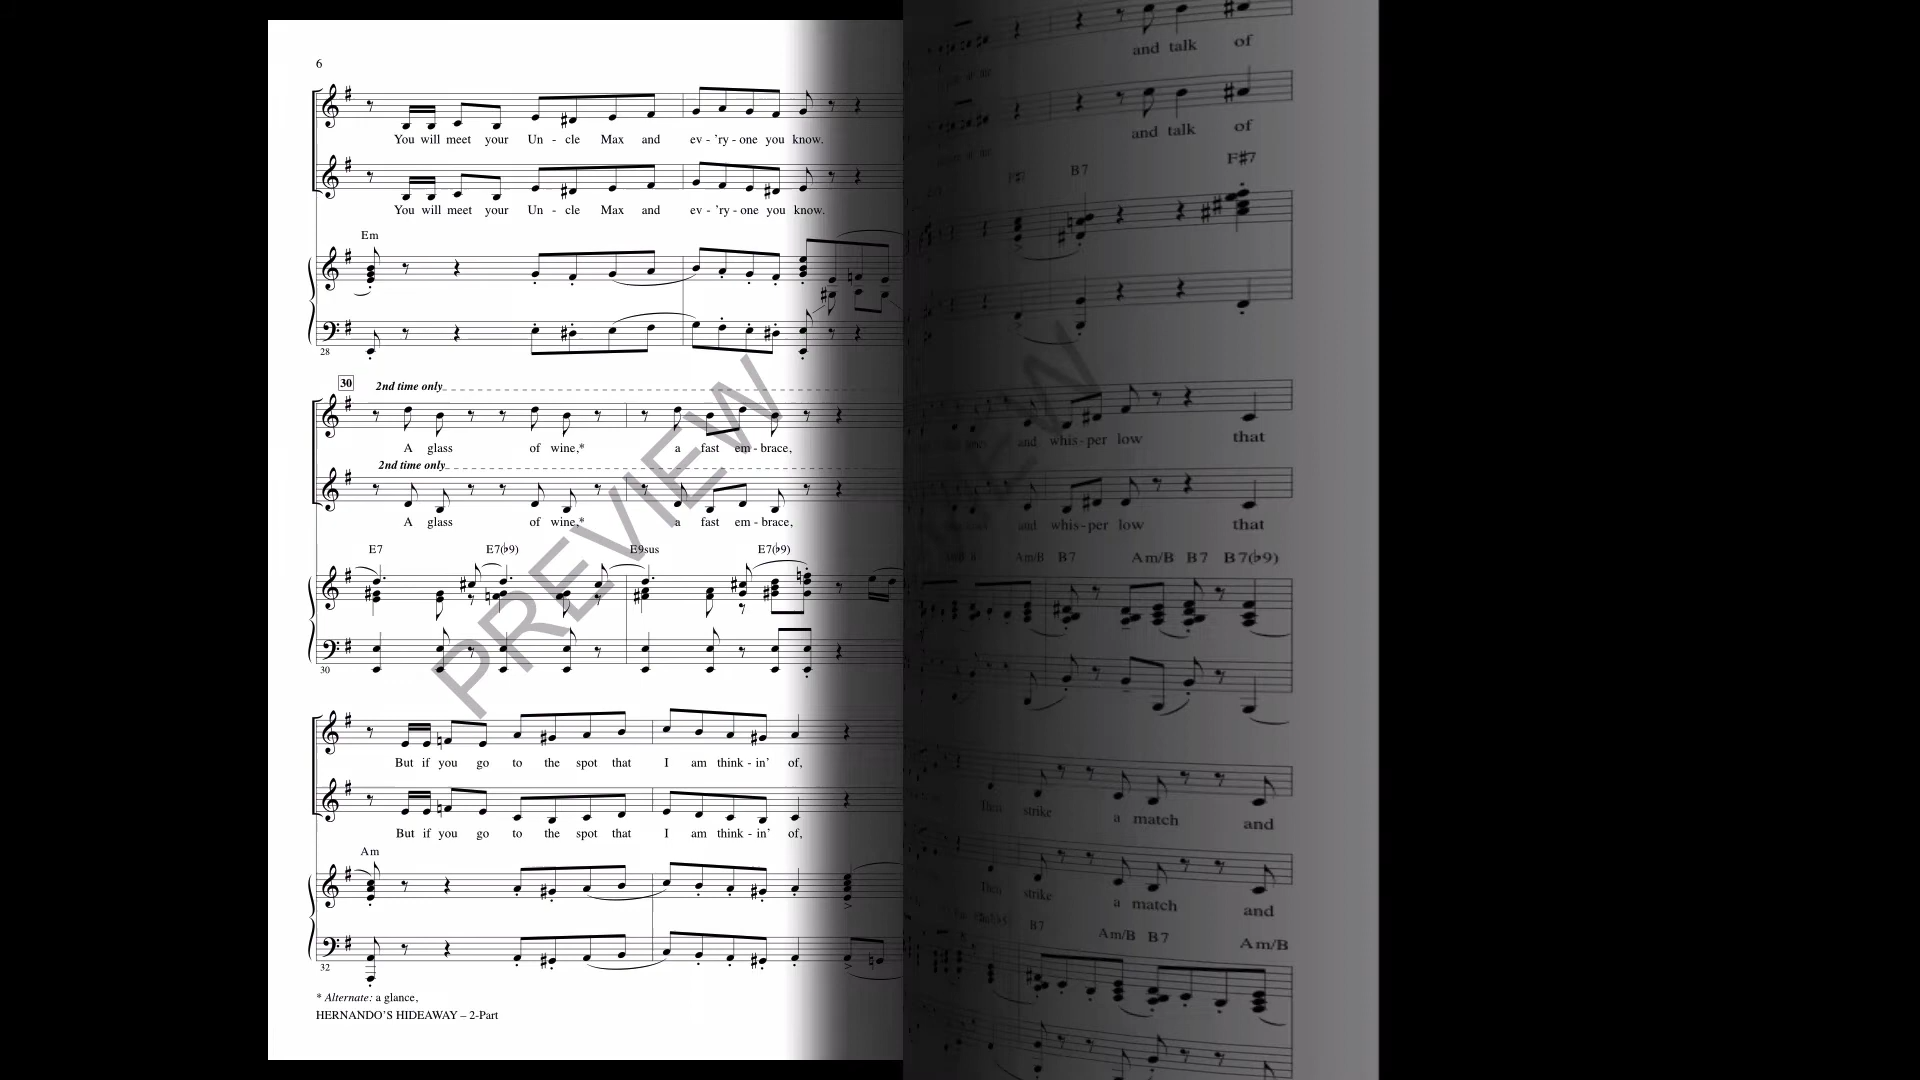 6
You will meet your Un - cle Max and ev - 'ry - one you know.
You will meet your Un - cle Max and ev - 'ry - one you know.
Em
28
30 2nd time only
A glass of wine,* a fast em - brace,
2nd time only
A glass of wine,* a fast em - brace,
E7 E7(♭9) E9sus E7(♭9)
30
But if you go to the spot that I am think - in' of,
But if you go to the spot that I am think - in' of,
Am
32
* Alternate: a glance,
HERNANDO'S HIDEAWAY – 2-Part
PREVIEW
and talk of
and talk of
F#7 B7 F#7
and whis - per low that
and whis - per low that
Am/B B7 Am/B B7 B7(♭9)
Then strike a match and
Then strike a match and
B7 Am/B B7 Am/B